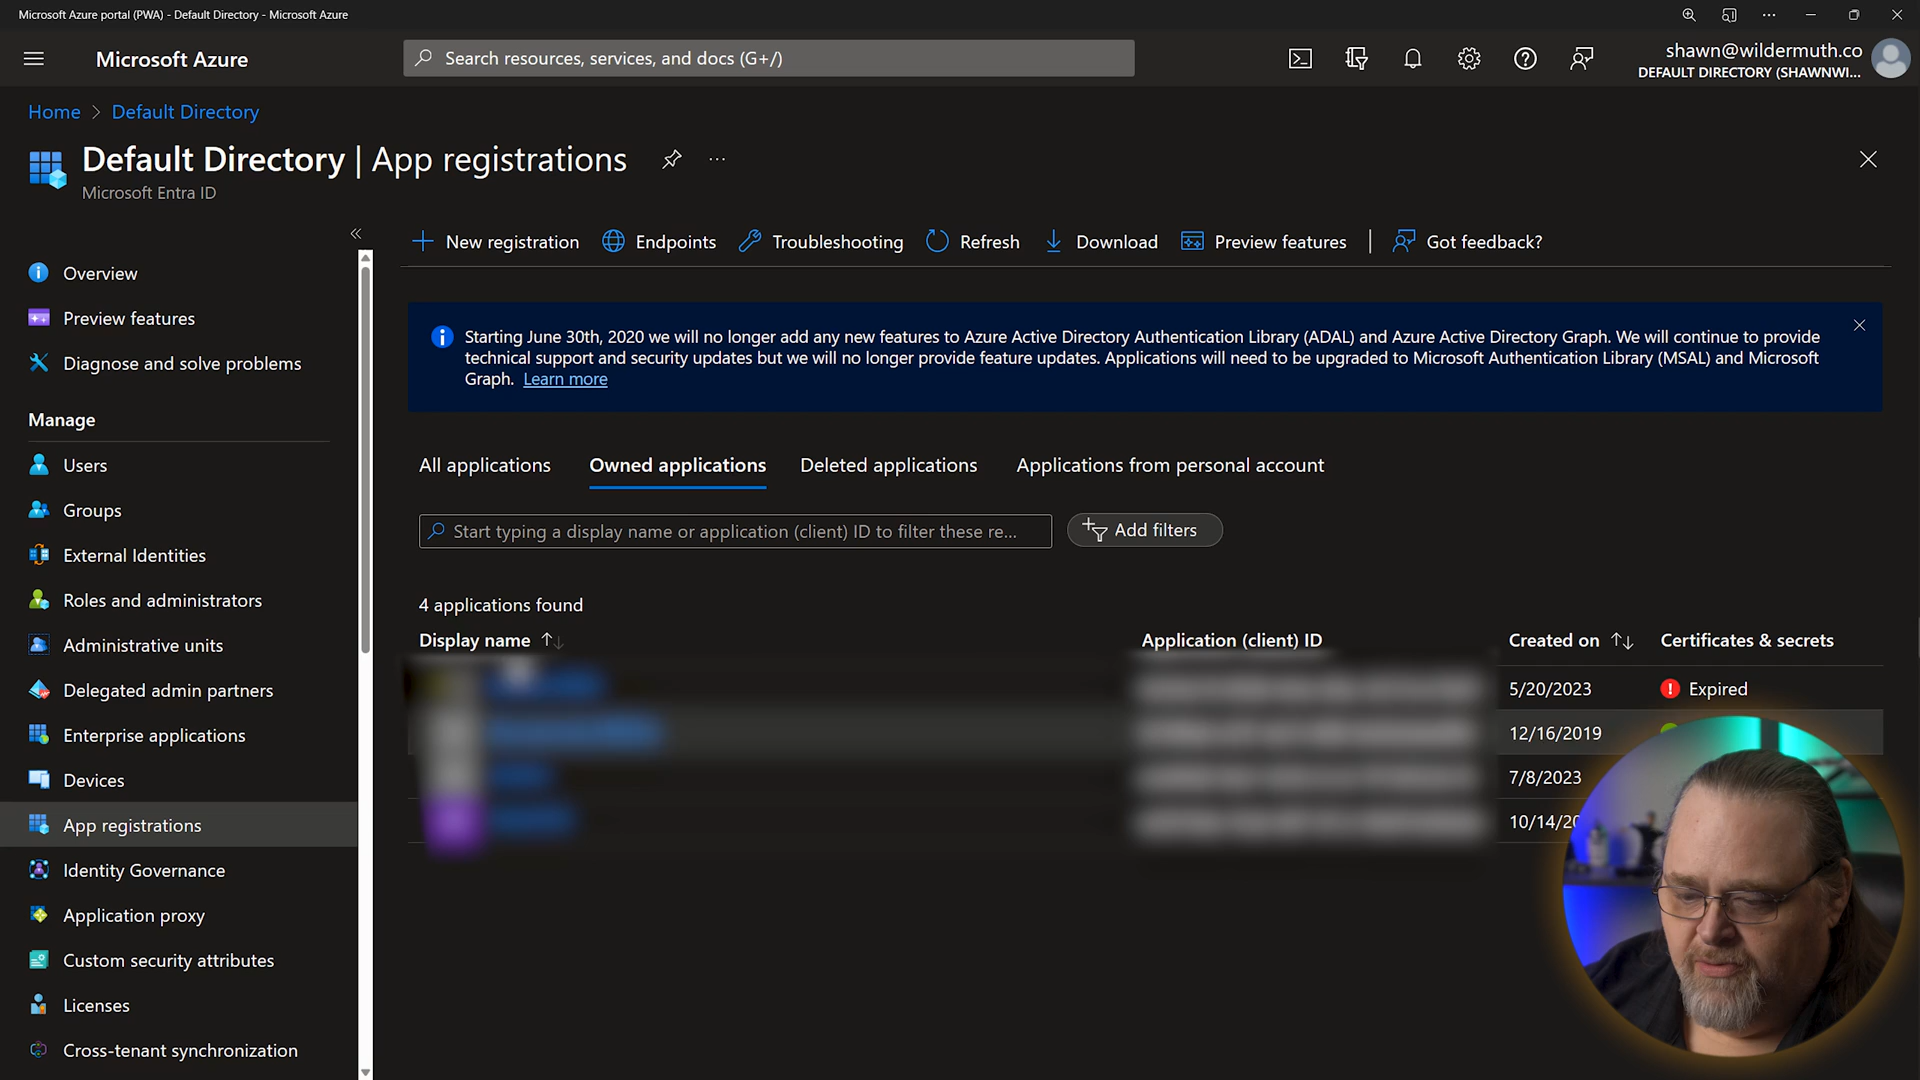 Microsoft Azure portal (PWA) - Default Directory - Microsoft Azure
Microsoft Azure
Search resources, services, and docs (G+/)
shawn@wildermuth.co
DEFAULT DIRECTORY (SHAWNWI...
Home > Default Directory
Default Directory | App registrations
Microsoft Entra ID
Overview
Preview features
Diagnose and solve problems
Manage
Users
Groups
External Identities
Roles and administrators
Administrative units
Delegated admin partners
Enterprise applications
Devices
App registrations
Identity Governance
Application proxy
Custom security attributes
Licenses
Cross-tenant synchronization
New registration
Endpoints
Troubleshooting
Refresh
Download
Preview features
Got feedback?
Starting June 30th, 2020 we will no longer add any new features to Azure Active Directory Authentication Library (ADAL) and Azure Active Directory Graph. We will continue to provide
technical support and security updates but we will no longer provide feature updates. Applications will need to be upgraded to Microsoft Authentication Library (MSAL) and Microsoft
Graph. Learn more
All applications
Owned applications
Deleted applications
Applications from personal account
Start typing a display name or application (client) ID to filter these re...
Add filters
4 applications found
Display name
Application (client) ID
Created on
Certificates & secrets
5/20/2023
Expired
12/16/2019
7/8/2023